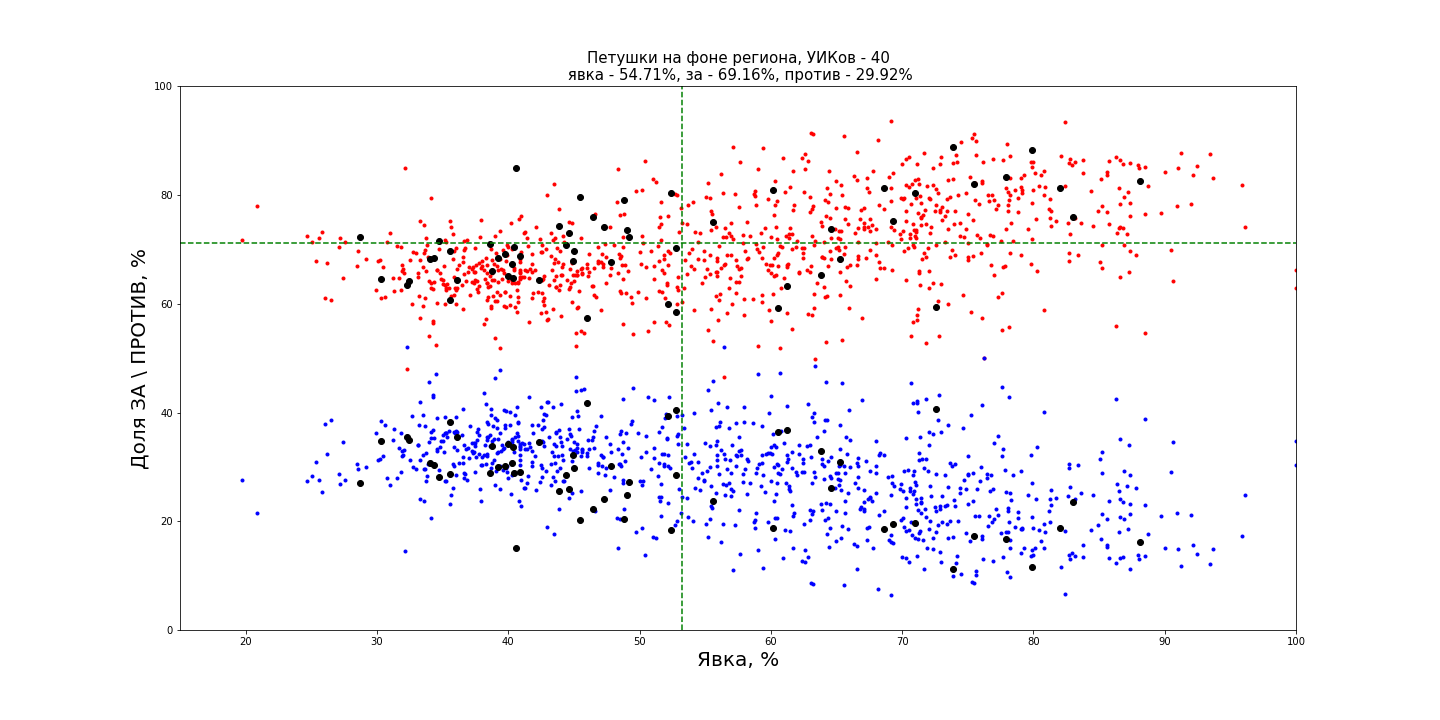 Петушки на фоне региона, УИКов - 40
явка - 54.71%, за - 69.16%, против - 29.92%
100
80
60
40
20
0
Доля ЗА \ ПРОТИВ, %
20 30 40 50 60 70 80 90 100
Явка, %